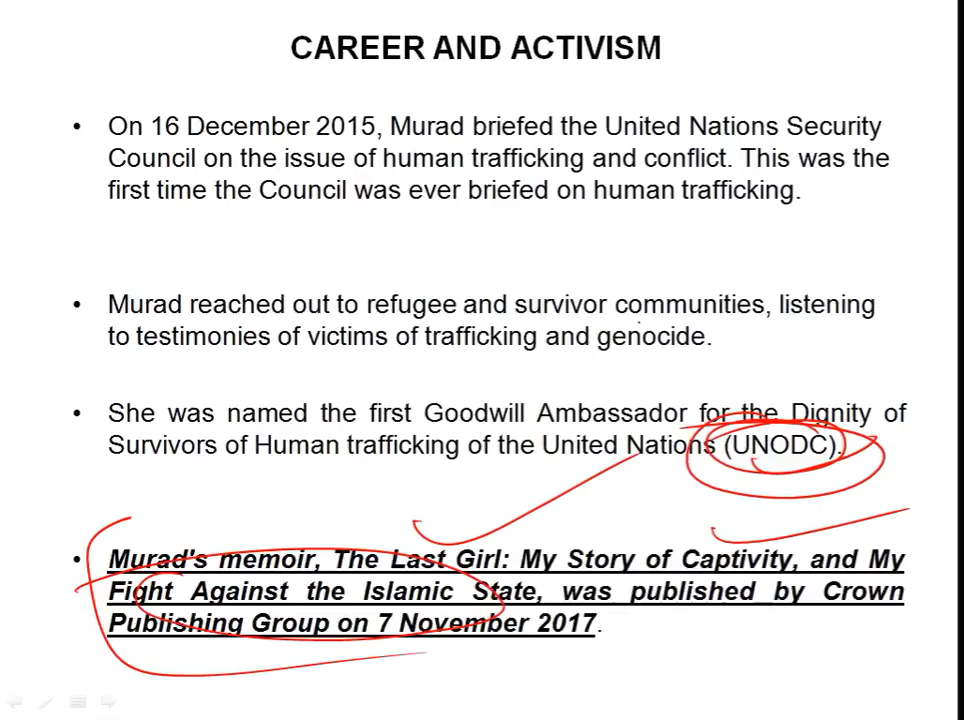 CAREER AND ACTIVISM
• On 16 December 2015, Murad briefed the United Nations Security
Council on the issue of human trafficking and conflict. This was the
first time the Council was ever briefed on human trafficking.
• Murad reached out to refugee and survivor communities, listening
to testimonies of victims of trafficking and genocide.
• She was named the first Goodwill Ambassador for the Dignity of
Survivors of Human trafficking of the United Nations (UNODC).
• Murad's memoir, The Last Girl: My Story of Captivity, and My
Fight Against the Islamic State, was published by Crown
Publishing Group on 7 November 2017.